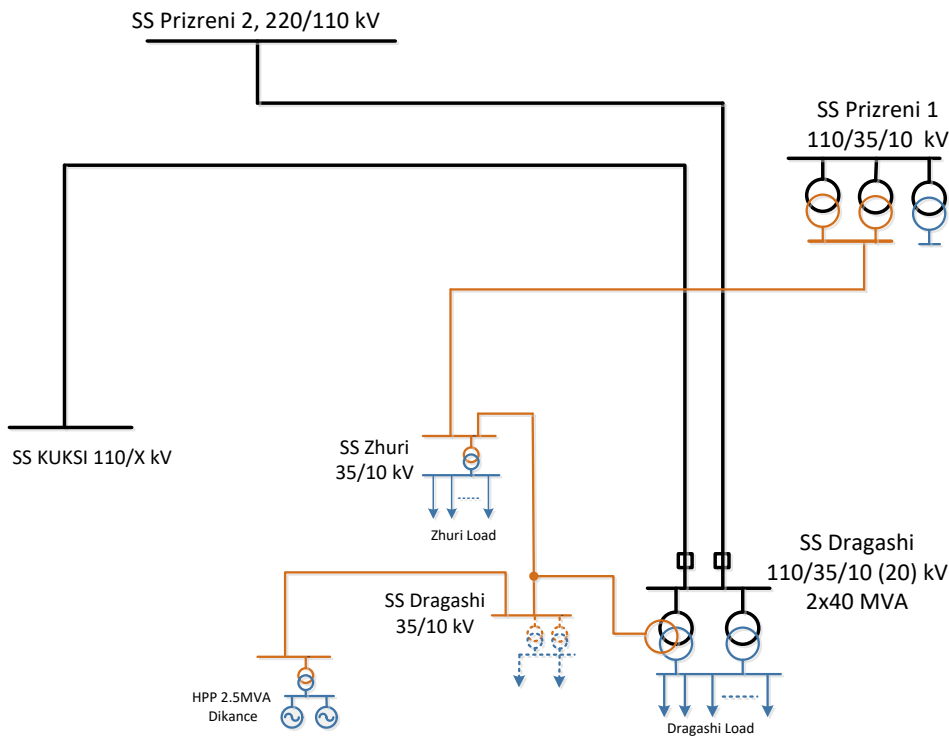 SS Prizreni 2, 220/110 kV
SS Prizreni 1
110/35/10  kV
SS KUKSI 110/X kV
SS Zhuri
35/10 kV
Zhuri Load
SS Dragashi
110/35/10 (20) kV
2x40 MVA
SS Dragashi
35/10 kV
HPP 2.5MVA
Dikance
Dragashi Load